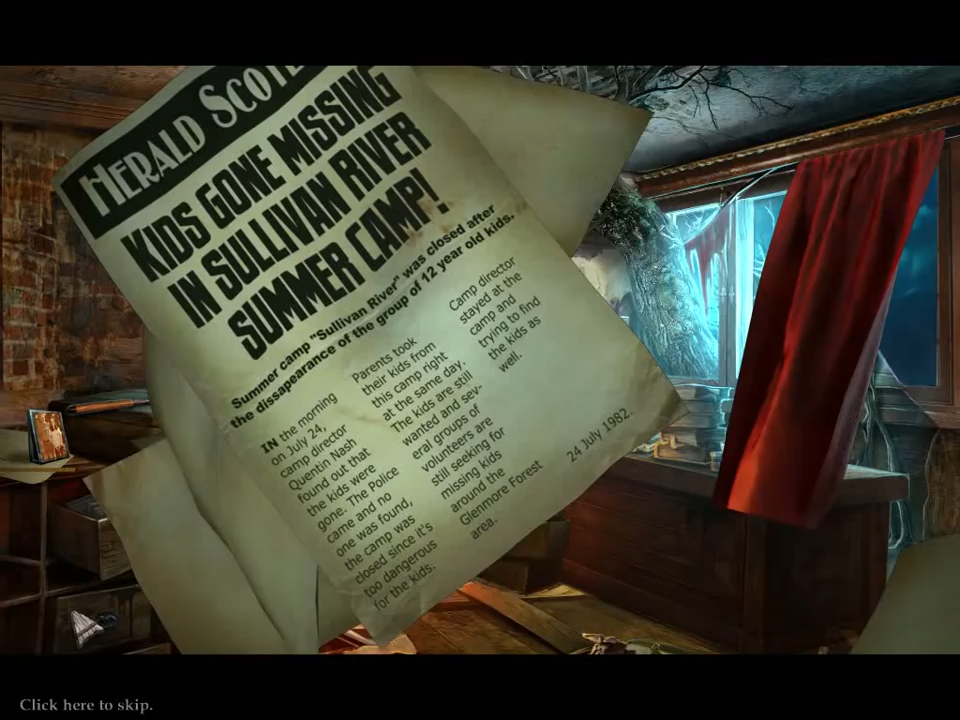 HERALD
KIDS GONE MISSING
IN SULLIVAN RIVER
SUMMER CAMP!
Summer camp "Sullivan River" was closed after
the dissapearance of the group of 12 year old kids.
IN the morning
on July 24,
camp director
Quentin Nash
found out that
the kids were
gone. The Police
came and no
one was found,
the camp was
closed since it's
too dangerous
for the kids.
Parents took
their kids from
this camp right
at the same day.
The kids are still
wanted and sev-
eral groups of
volunteers are
still seeking for
missing kids
around the
Glenmore Forest
area.
Camp director
stayed at the
camp and
trying to find
the kids as
well.
24 July 1982.
Click here to skip.